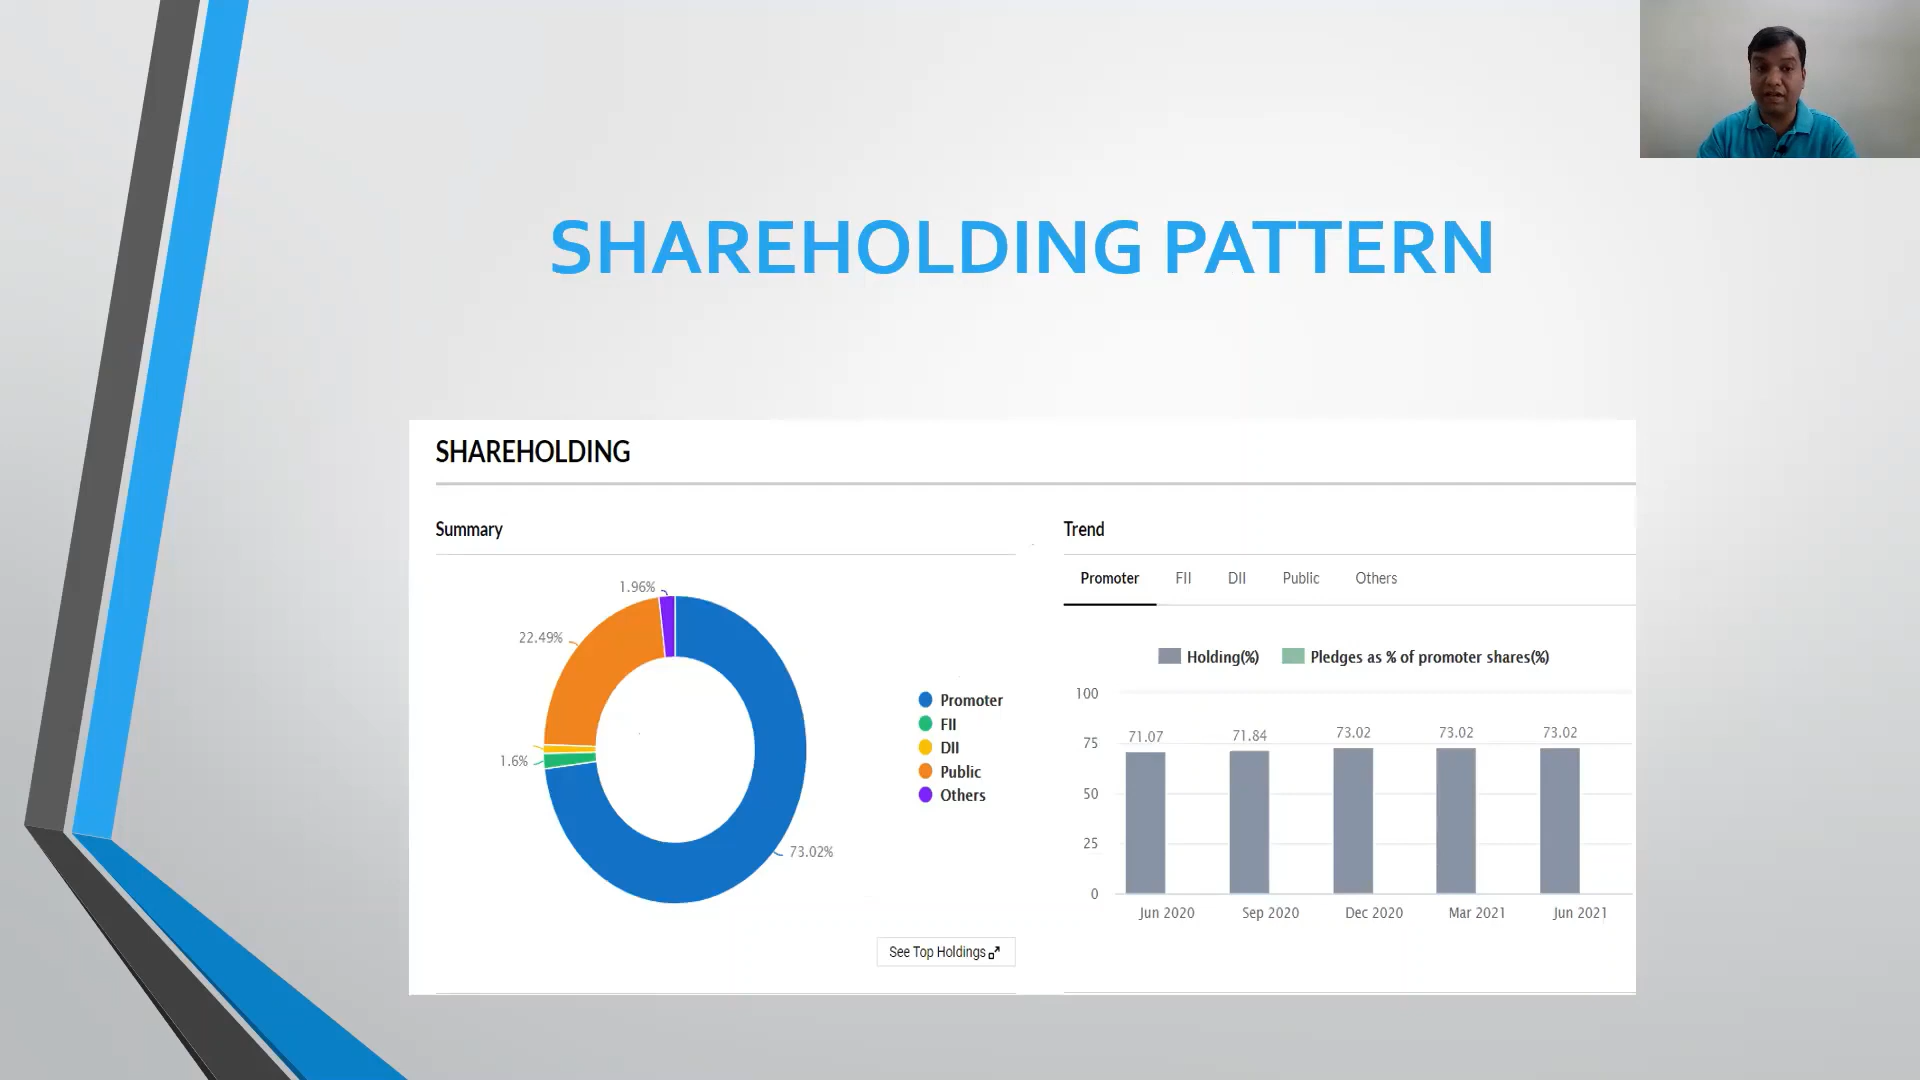 SHAREHOLDING PATTERN
SHAREHOLDING
Summary
1.96%
22.49%
1.6%
73.02%
Promoter
FII
DII
Public
Others
See Top Holdings
Trend
Promoter FII DII Public Others
Holding(%) Pledges as % of promoter shares(%)
100
75
50
25
0
71.07 71.84 73.02 73.02 73.02
Jun 2020 Sep 2020 Dec 2020 Mar 2021 Jun 2021